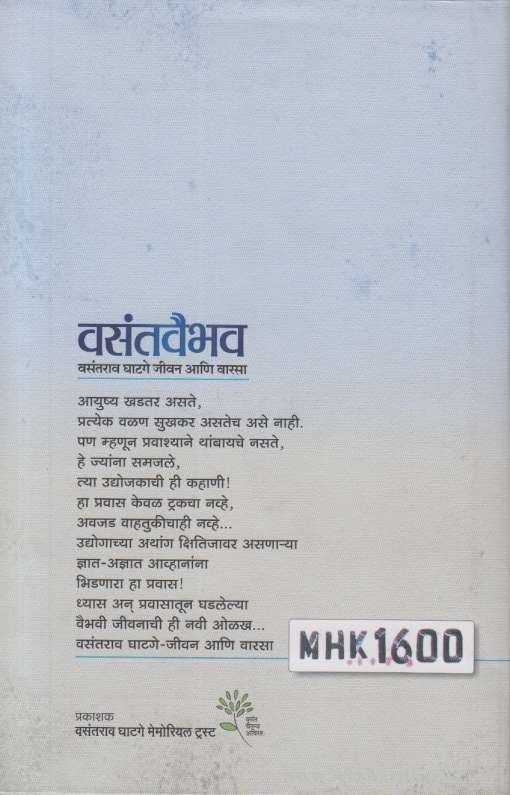 वसंतवैभव
वसंतराव घाटगे जीवन आणि वारसा
आयुष्य खडतर असते,
प्रत्येक वळण सुखकर असतेच असे नाही.
पण म्हणून प्रवाश्याने थांबायचे नसते,
हे ज्यांना समजले,
त्या उद्योजकाची ही कहाणी!
हा प्रवास केवळ ट्रकचा नव्हे,
अवजड वाहतुकीचाही नव्हे...
उद्योगाच्या अथांग क्षितिजावर असणाऱ्या
ज्ञात-अज्ञात आव्हानांना
भिडणारा हा प्रवास!
ध्यास अन् प्रवासातून घडलेल्या
वैभवी जीवनाची ही नवी ओळख...
वसंतराव घाटगे-जीवन आणि वारसा
MHK1600
प्रकाशक
वसंतराव घाटगे मेमोरियल ट्रस्ट